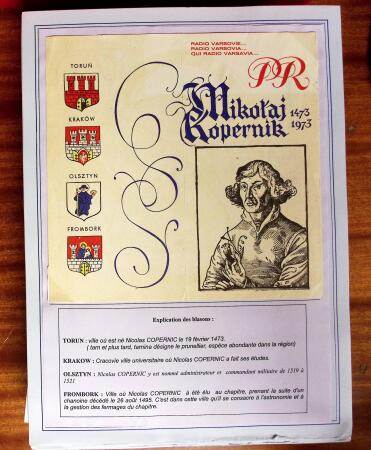 RADIO VARSOVIE...
RADIO VARSOVIA...
QUI RADIO VARSAVIA...
PR
TORUŃ
Mikołaj 1473
Kopernik 1973
KRAKÓW
OLSZTYN
FROMBORK
Explication des blasons :
TORUN : ville où est né Nicolas COPERNIC le 19 février 1473.
( tarn et plus tard, tarnina désigne le prunellier, espèce abondante dans la région)
KRAKOW : Cracovie ville universitaire où Nicolas COPERNIC a fait ses études.
OLSZTYN : Nicolas COPERNIC y est nommé administrateur et commandant militaire de 1519 à
1521
FROMBORK : Ville où Nicolas COPERNIC à été élu au chapitre, prenant la suite d'un
chanoine décédé le 26 août 1495. C'est dans cette ville qu'il se consacre à l'astronomie et à
la gestion des fermages du chapitre.